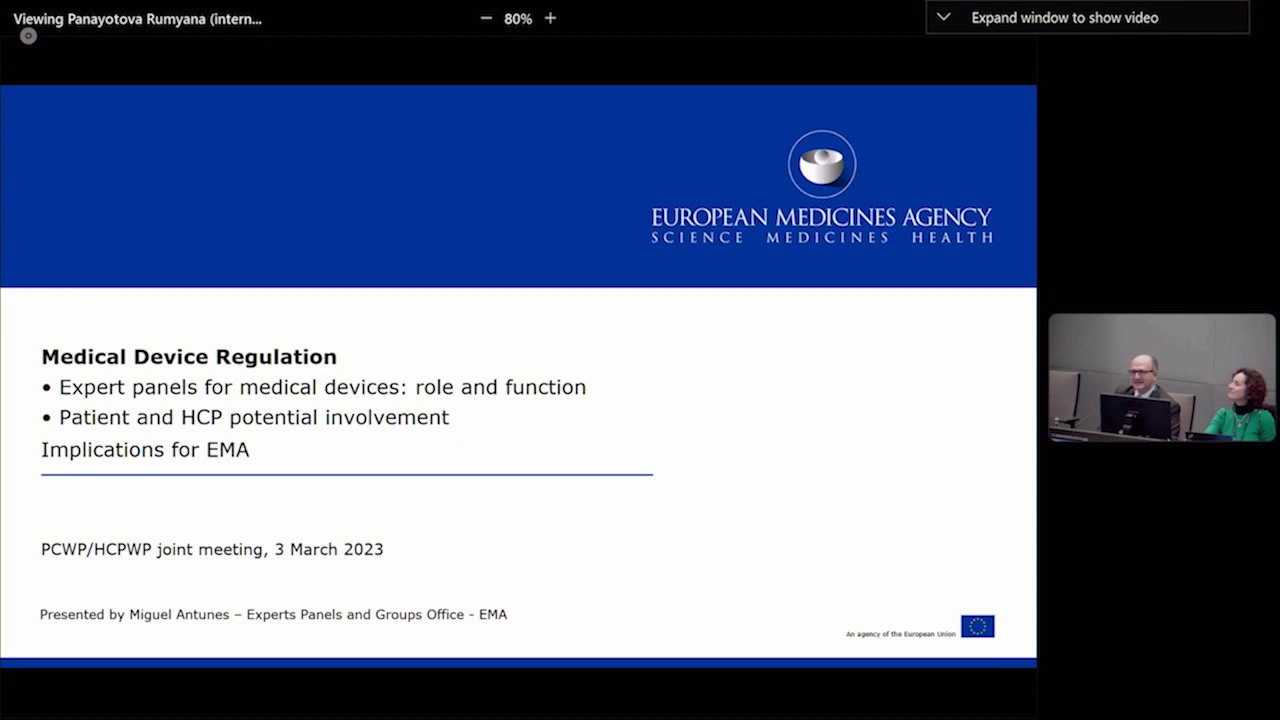 Viewing Panayotova Rumyana (intern...
80%
Expand window to show video
EUROPEAN MEDICINES AGENCY
SCIENCE MEDICINES HEALTH
Medical Device Regulation
• Expert panels for medical devices: role and function
• Patient and HCP potential involvement
Implications for EMA
PCWP/HCPWP joint meeting, 3 March 2023
Presented by Miguel Antunes – Experts Panels and Groups Office - EMA
An agency of the European Union